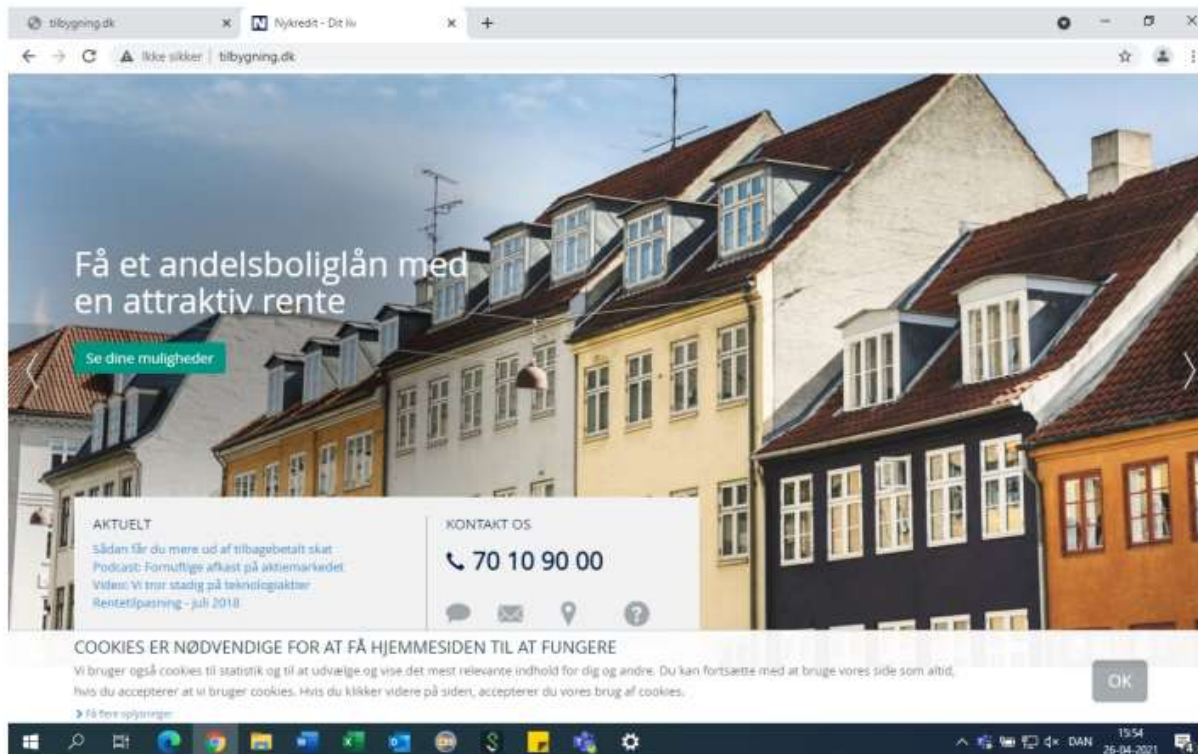 tilbygning.dk
Nykredit - Dit liv
Ikke sikker | tilbygning.dk
Få et andelsboliglån med
en attraktiv rente
Se dine muligheder
AKTUELT
Sådan får du mere ud af tilbagebetalt skat
Podcast: Fornuftige afkast på aktiemarkedet
Video: Vi tror stadig på teknologiaktier
Rentetilpasning - juli 2018
KONTAKT OS
70 10 90 00
COOKIES ER NØDVENDIGE FOR AT FÅ HJEMMESIDEN TIL AT FUNGERE
Vi bruger også cookies til statistik og til at udvælge og vise det mest relevante indhold for dig og andre. Du kan fortsætte med at bruge vores side som altid,
hvis du accepterer at vi bruger cookies. Hvis du klikker videre på siden, accepterer du vores brug af cookies.
Få flere oplysninger
OK
DAN
15:54
26-04-2021